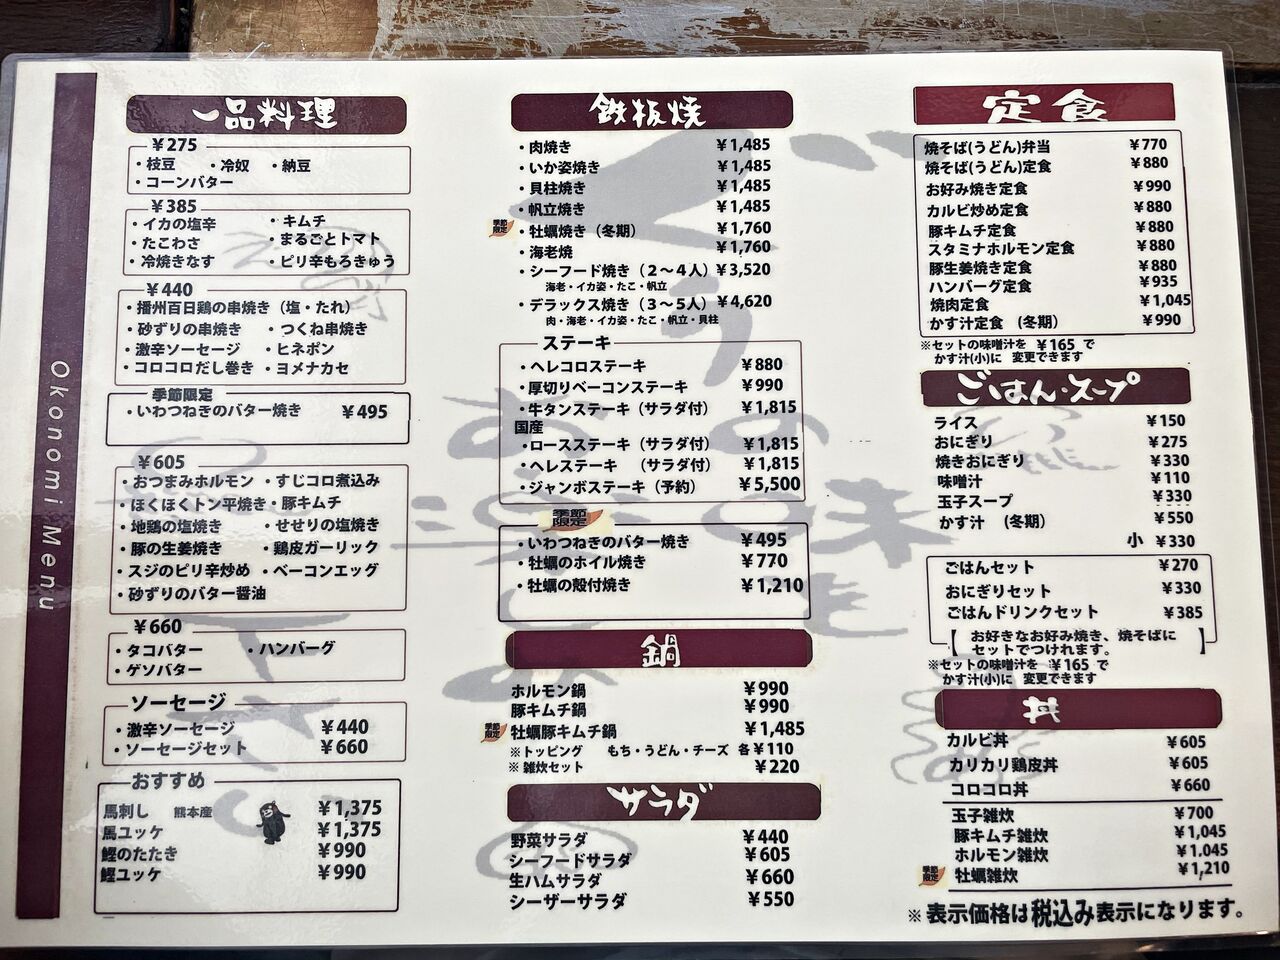 Okonomi Menu
一品料理
￥275
・枝豆 ・冷奴 ・納豆
・コーンバター
￥385
・イカの塩辛 ・キムチ
・たこわさ ・まるごとトマト
・冷焼きなす ・ピリ辛もろきゅう
￥440
・播州百日鶏の串焼き（塩・たれ）
・砂ずりの串焼き ・つくね串焼き
・激辛ソーセージ ・ヒネポン
・コロコロだし巻き ・ヨメナカセ
季節限定
・いわつねぎのバター焼き ￥495
￥605
・おつまみホルモン ・すじコロ煮込み
・ほくほくトン平焼き ・豚キムチ
・地鶏の塩焼き ・せせりの塩焼き
・豚の生姜焼き ・鶏皮ガーリック
・スジのピリ辛炒め ・ベーコンエッグ
・砂ずりのバター醤油
￥660
・タコバター ・ハンバーグ
・ゲソバター
ソーセージ
・激辛ソーセージ ￥440
・ソーセージセット ￥660
おすすめ
馬刺し 熊本産 ￥1,375
馬ユッケ ￥1,375
鰹のたたき ￥990
鰹ユッケ ￥990
鉄板焼
・肉焼き ￥1,485
・いか姿焼き ￥1,485
・貝柱焼き ￥1,485
・帆立焼き ￥1,485
季節限定 ・牡蠣焼き（冬期） ￥1,760
・海老焼 ￥1,760
・シーフード焼き（２～４人） ￥3,520
海老・イカ姿・たこ・帆立
・デラックス焼き（３～５人） ￥4,620
肉・海老・イカ姿・たこ・帆立・貝柱
ステーキ
・ヘレコロステーキ ￥880
・厚切りベーコンステーキ ￥990
・牛タンステーキ（サラダ付） ￥1,815
国産
・ロースステーキ（サラダ付） ￥1,815
・ヘレステーキ （サラダ付） ￥1,815
・ジャンボステーキ（予約） ￥5,500
季節限定
・いわつねぎのバター焼き ￥495
・牡蠣のホイル焼き ￥770
・牡蠣の殻付焼き ￥1,210
鍋
ホルモン鍋 ￥990
豚キムチ鍋 ￥990
季節限定 牡蠣豚キムチ鍋 ￥1,485
※トッピング もち・うどん・チーズ 各￥110
※雑炊セット ￥220
サラダ
野菜サラダ ￥440
シーフードサラダ ￥605
生ハムサラダ ￥660
シーザーサラダ ￥550
定食
焼そば(うどん)弁当 ￥770
焼そば(うどん)定食 ￥880
お好み焼き定食 ￥990
カルビ炒め定食 ￥880
豚キムチ定食 ￥880
スタミナホルモン定食 ￥880
豚生姜焼き定食 ￥880
ハンバーグ定食 ￥935
焼肉定食 ￥1,045
かす汁定食 （冬期） ￥990
※セットの味噌汁を ￥165 で
かす汁(小)に 変更できます
ごはん・スープ
ライス ￥150
おにぎり ￥275
焼きおにぎり ￥330
味噌汁 ￥110
玉子スープ ￥330
かす汁 （冬期） ￥550
小 ￥330
ごはんセット ￥270
おにぎりセット ￥330
ごはんドリンクセット ￥385
【 お好きなお好み焼き、焼そばに
セットでつけれます。 】
※セットの味噌汁を ￥165 で
かす汁(小)に 変更できます
丼
カルビ丼 ￥605
カリカリ鶏皮丼 ￥605
コロコロ丼 ￥660
玉子雑炊 ￥700
豚キムチ雑炊 ￥1,045
ホルモン雑炊 ￥1,045
季節限定 牡蠣雑炊 ￥1,210
※ 表示価格は税込み表示になります。